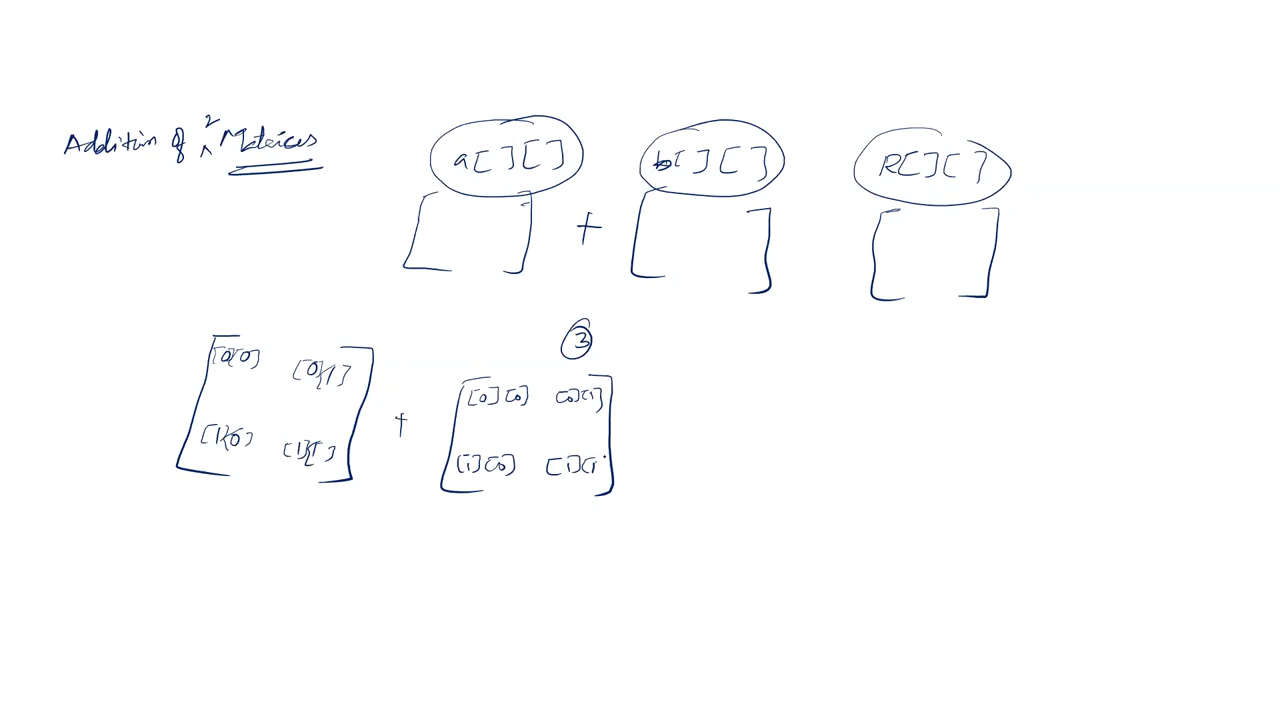 Addition of 2 ^ Matrices
a[ ][ ] b[ ][ ] R[ ][ ]
[ ] + [ ] [ ]
3
[0][0] [0][1]
[1][0] [1][1]
+
[0][0] [0][1]
[1][0] [1][1]